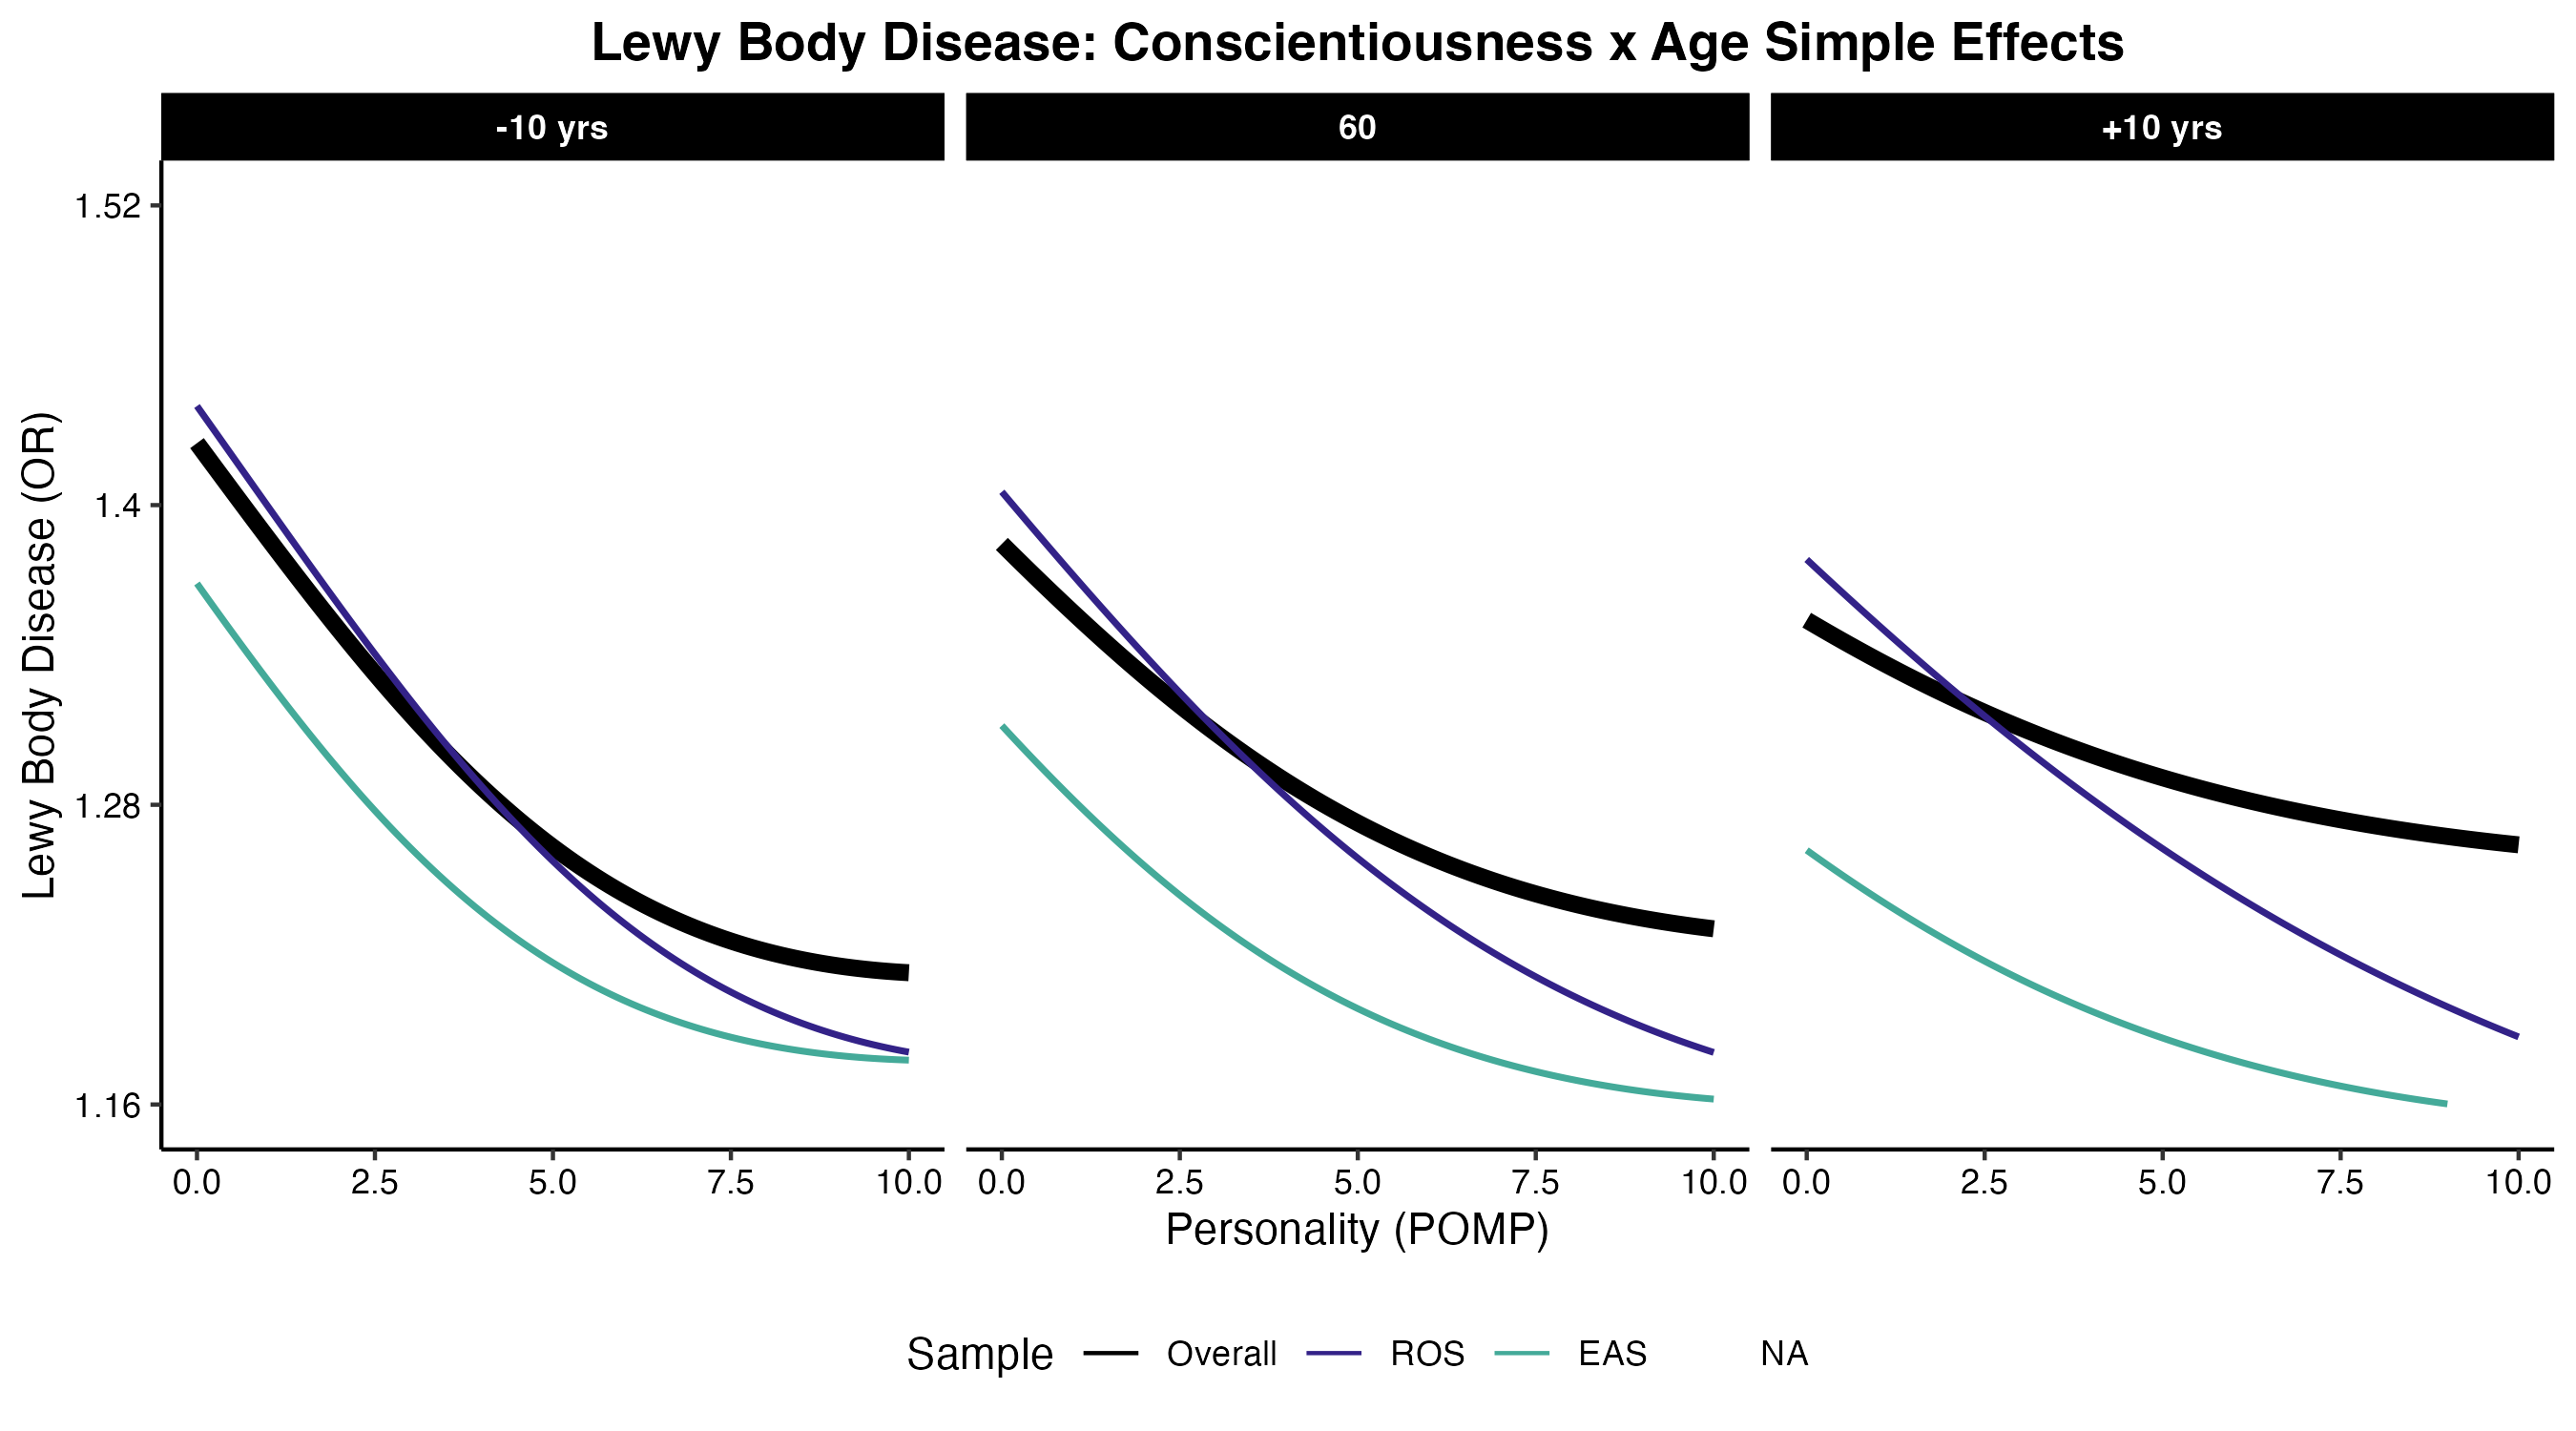 Lewy Body Disease: Conscientiousness x Age Simple Effects
-10 yrs
60
+10 yrs
Lewy Body Disease (OR)
1.52
1.4
1.28
1.16
0.0 2.5 5.0 7.5 10.0
0.0 2.5 5.0 7.5 10.0
0.0 2.5 5.0 7.5 10.0
Personality (POMP)
Sample Overall ROS EAS NA